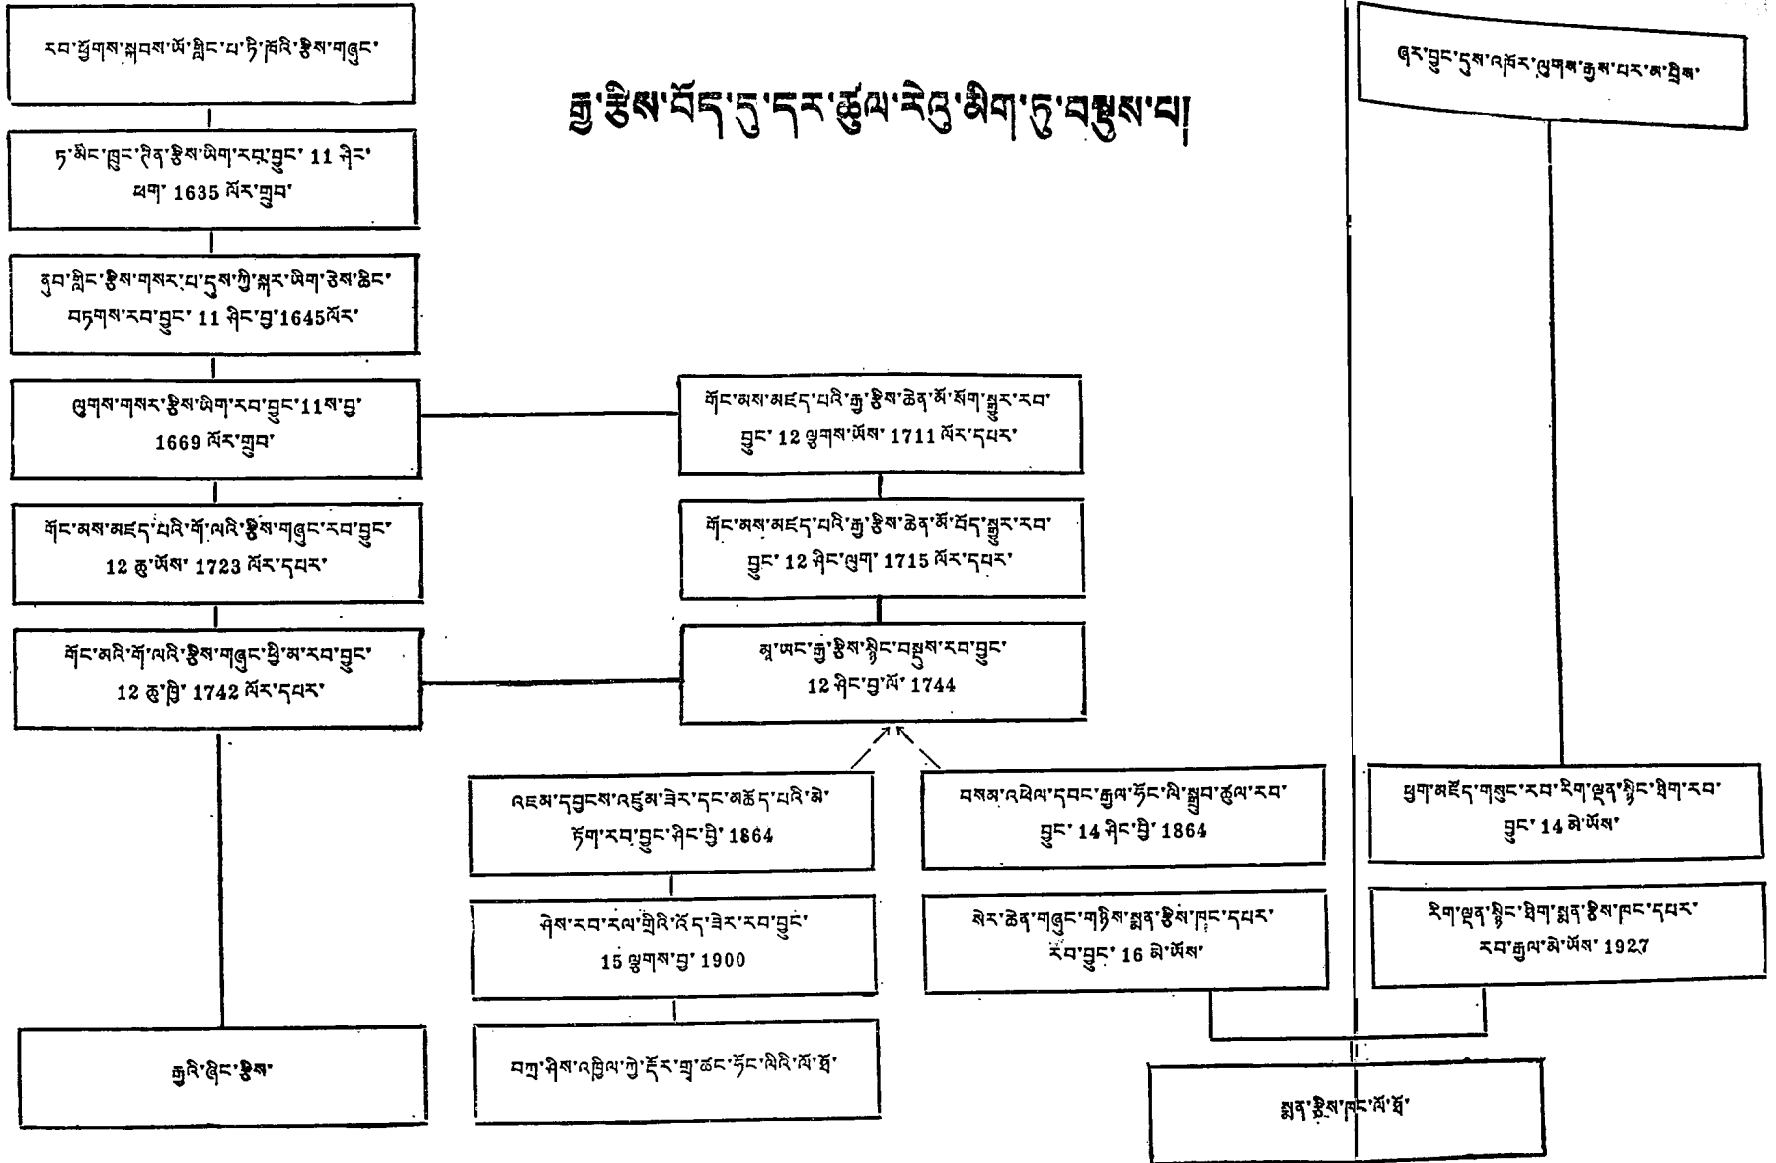 རབ་ཕྱོགས་སྐབས་ཡོ་གླིང་པ་ཏི་ཁོའི་རྩིས་གཞུང་
རྒྱ་རྩིས་བོད་དུ་དར་ཚུལ་རེའུ་མིག་ཏུ་བསྡུས་པ།
ཞར་བྱུང་དུས་འཁོར་ལུགས་རྒྱས་པར་མ་བྲིས་
ཏ་མིང་ཁྲུང་ཊིན་རྩིས་ཡིག་རབ་བྱུང་ 11 ཤིང་
ཕག་ 1635 ལོར་གྲུབ་
ནུབ་གླིང་རྩིས་གསར་པ་དུས་ཀྱི་སྐར་ཡིག་ཅེས་ཆིང་
བཏགས་རབ་བྱུང་ 11 ཤིང་བྱ་1645ལོར་
ལུགས་གསར་རྩིས་ཡིག་རབ་བྱུང་11ས་བྱ་
1669 ལོར་གྲུབ་
གོང་མས་མཛད་པའི་རྒྱ་རྩིས་ཆེན་མོ་སོག་སྒྱུར་རབ་
བྱུང་ 12 ལྕགས་ཡོས་ 1711 ལོར་དཔར་
གོང་མས་མཛད་པའི་གོ་ལའི་རྩིས་གཞུང་རབ་བྱུང་
12 ཆུ་ཡོས་ 1723 ལོར་དཔར་
གོང་མས་མཛད་པའི་རྒྱ་རྩིས་ཆེན་མོ་བོད་སྒྱུར་རབ་
བྱུང་ 12 ཤིང་ལུག་ 1715 ལོར་དཔར་
གོང་མའི་གོ་ལའི་རྩིས་གཞུང་ཕྱི་མ་རབ་བྱུང་
12 ཆུ་ཁྱི་ 1742 ལོར་དཔར་
མཱ་ཡང་རྒྱ་རྩིས་སྙིང་བསྡུས་རབ་བྱུང་
12 ཤིང་བྱི་ལོ་ 1744
འཇམ་དབྱངས་འཛུམ་ཟེར་དང་མཆོད་པའི་མེ་
ཏོག་རབ་བྱུང་ཤིང་བྱི་ 1864
བསམ་འཕེལ་དབང་རྒྱལ་ཧོང་ལི་སྒྲུབ་ཚུལ་རབ་
བྱུང་ 14 ཤིང་བྱི་ 1864
ཕྱག་མཛོད་གསུང་རབ་རིག་ལྡན་སྙིང་ཐིག་རབ་
བྱུང་ 14 མེ་ཡོས་
ཤེས་རབ་རལ་གྲིའི་འོད་ཟེར་རབ་བྱུང་
15 ལྕགས་བྱ་ 1900
སེར་ཆེན་གཞུང་གཉིས་སྨན་རྩིས་ཁང་དཔར་
རབ་བྱུང་ 16 མེ་ཡོས་
རིག་ལྡན་སྙིང་ཐིག་སྨན་རྩིས་ཁང་དཔར་
རབ་རྒྱལ་མེ་ཡོས་ 1927
རྒྱའི་ཞིང་རྩིས་
བཀྲ་ཤིས་འཁྱིལ་ཀྱེ་རྡོར་གྲྭ་ཚང་ཧོང་ལིའི་ལོ་ཐོ་
སྨན་རྩིས་ཁང་ལོ་ཐོ་